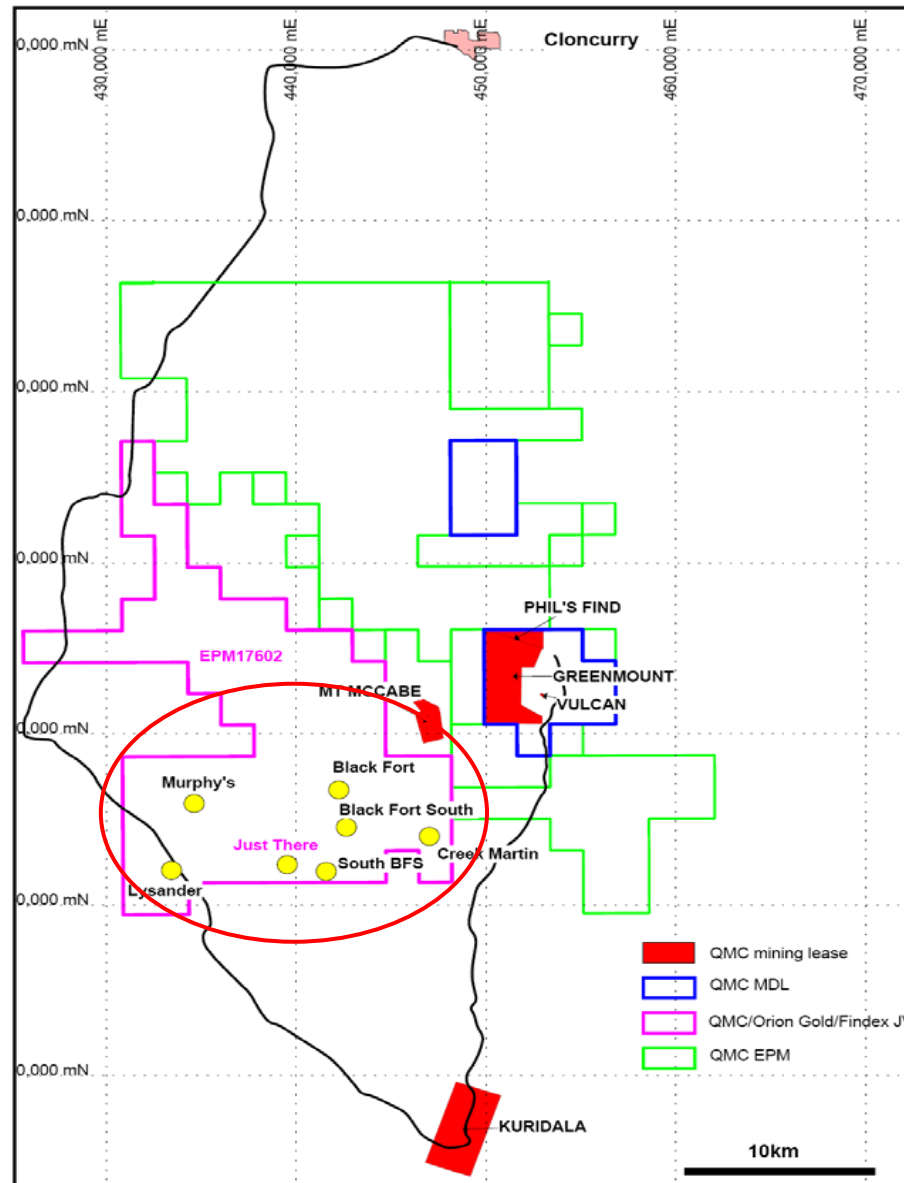 430,000 mE
440,000 mE
450,000 mE
460,000 mE
470,000 mE
Cloncurry
0,000 mN
0,000 mN
0,000 mN
0,000 mN
0,000 mN
0,000 mN
0,000 mN
PHIL'S FIND
EPM17602
GREENMOUNT
MT MCCABE
VULCAN
Black Fort
Murphy's
Black Fort South
Just There
South BFS
Creek Martin
Lysander
QMC mining lease
QMC MDL
QMC/Orion Gold/Findex J
QMC EPM
KURIDALA
10km